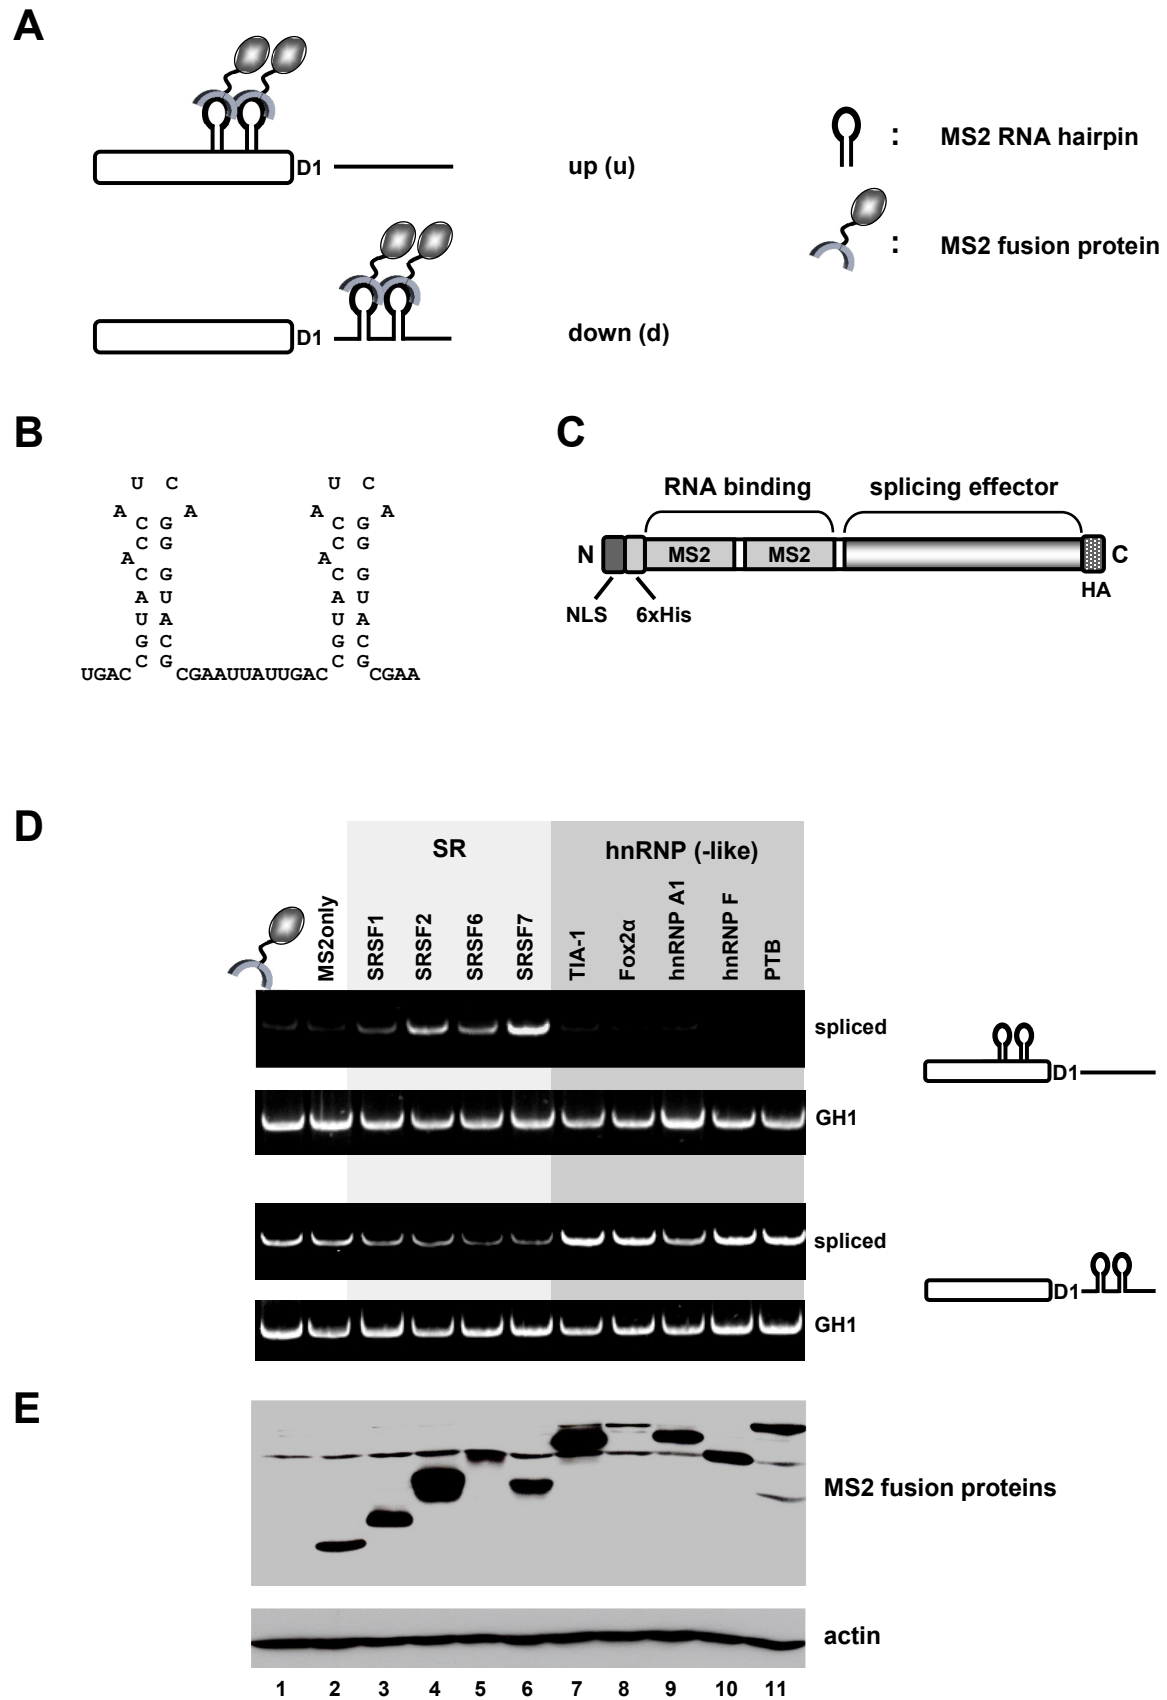 A
D1
up (u)
: MS2 RNA hairpin
: MS2 fusion protein
D1
down (d)
B
U C
A A
C G
C G
A
C G
A U
U A
G C
C G
UGAC
CGAAUUAUUGAC
U C
A A
C G
C G
A
C G
A U
U A
G C
C G
CGAA
C
RNA binding splicing effector
N MS2 MS2 C
NLS 6xHis HA
D
SR hnRNP (-like)
MS2only
SRSF1
SRSF2
SRSF6
SRSF7
TIA-1
Fox2α
hnRNP A1
hnRNP F
PTB
spliced
D1
GH1
spliced
D1
GH1
E
MS2 fusion proteins
actin
1 2 3 4 5 6 7 8 9 10 11